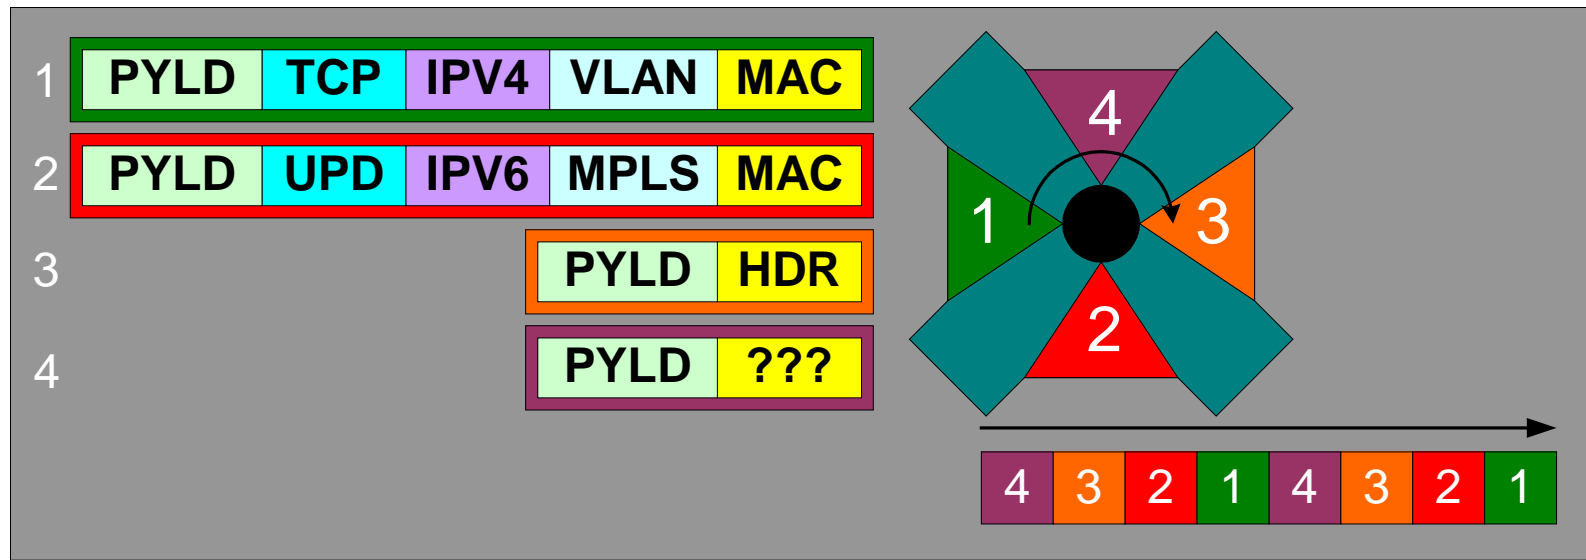 1 PYLD TCP IPV4 VLAN MAC
2 PYLD UPD IPV6 MPLS MAC
3 PYLD HDR
4 PYLD ???
4
1 3
2
4 3 2 1 4 3 2 1